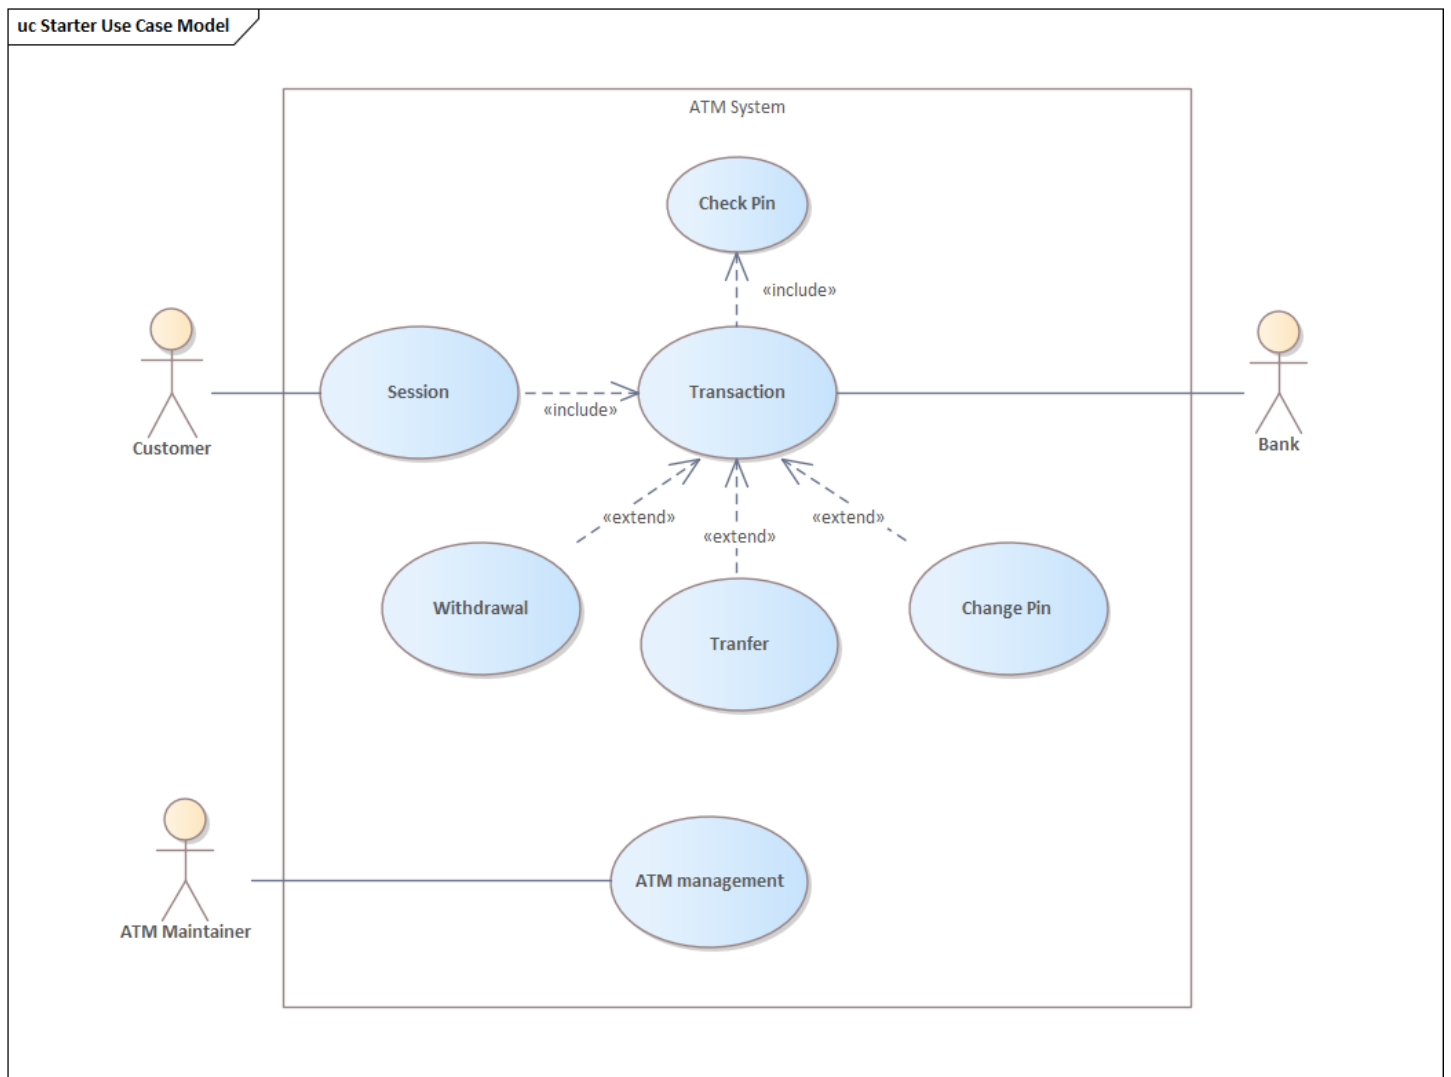 uc Starter Use Case Model
ATM System
Check Pin
«include»
Session
«include»
Transaction
Customer
Bank
«extend»
«extend»
«extend»
Withdrawal
Tranfer
Change Pin
ATM management
ATM Maintainer